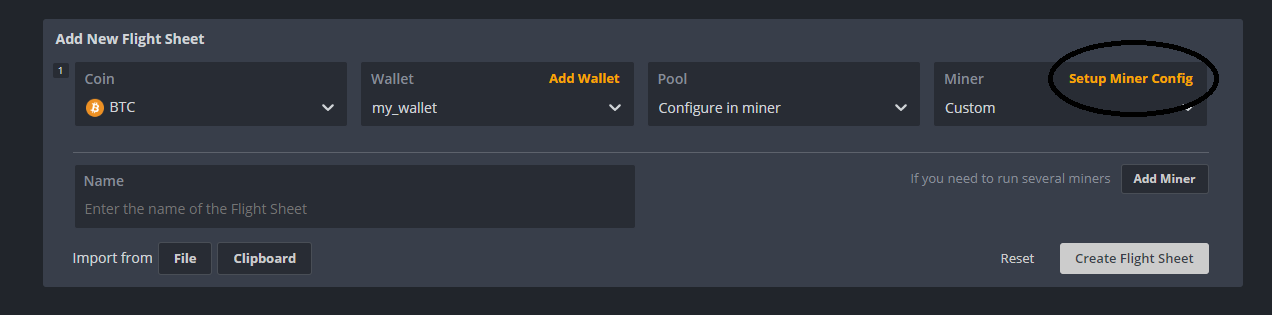 Add New Flight Sheet
1
Coin
BTC
Wallet Add Wallet
my_wallet
Pool
Configure in miner
Miner Setup Miner Config
Custom
Name
Enter the name of the Flight Sheet
If you need to run several miners Add Miner
Import from File Clipboard
Reset Create Flight Sheet